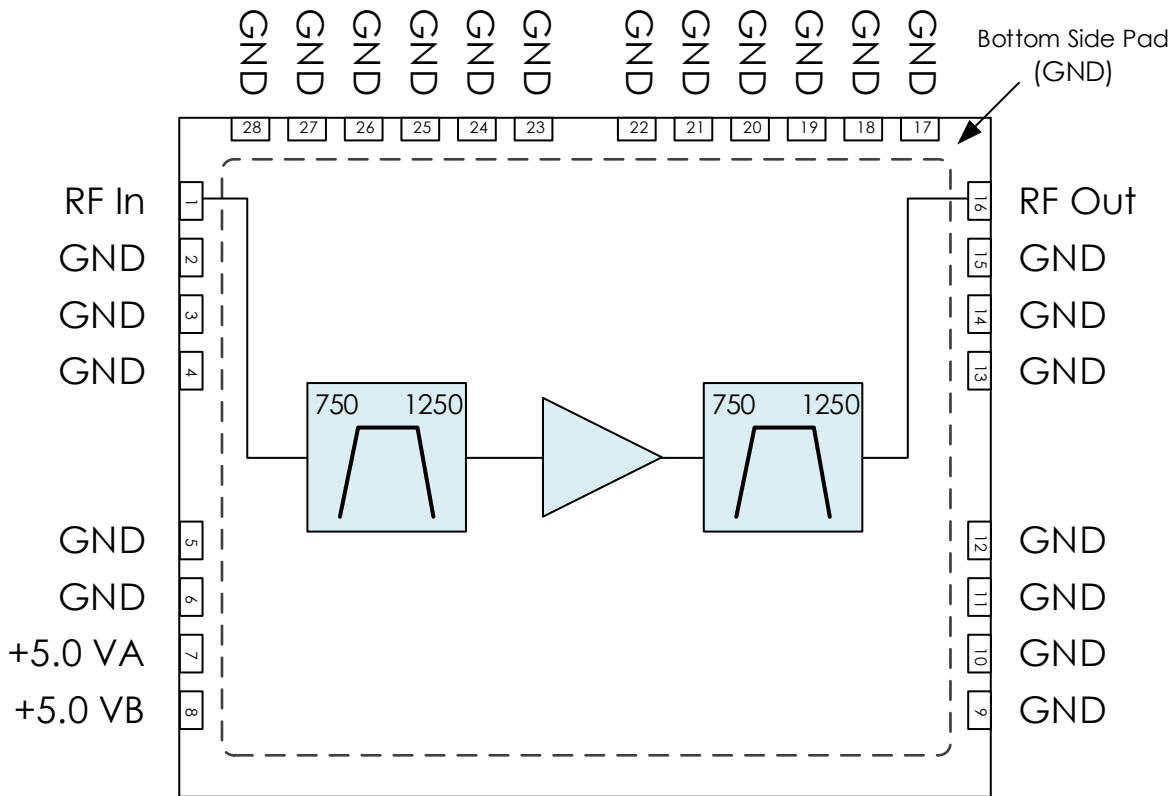 GND GND GND GND GND GND GND GND GND GND GND GND
Bottom Side Pad
(GND)
28 27 26 25 24 23 22 21 20 19 18 17
RF In 1 16 RF Out
GND 2 15 GND
GND 3 14 GND
GND 4 13 GND
750 1250 750 1250
GND 5 12 GND
GND 6 11 GND
+5.0 VA 7 10 GND
+5.0 VB 8 9 GND